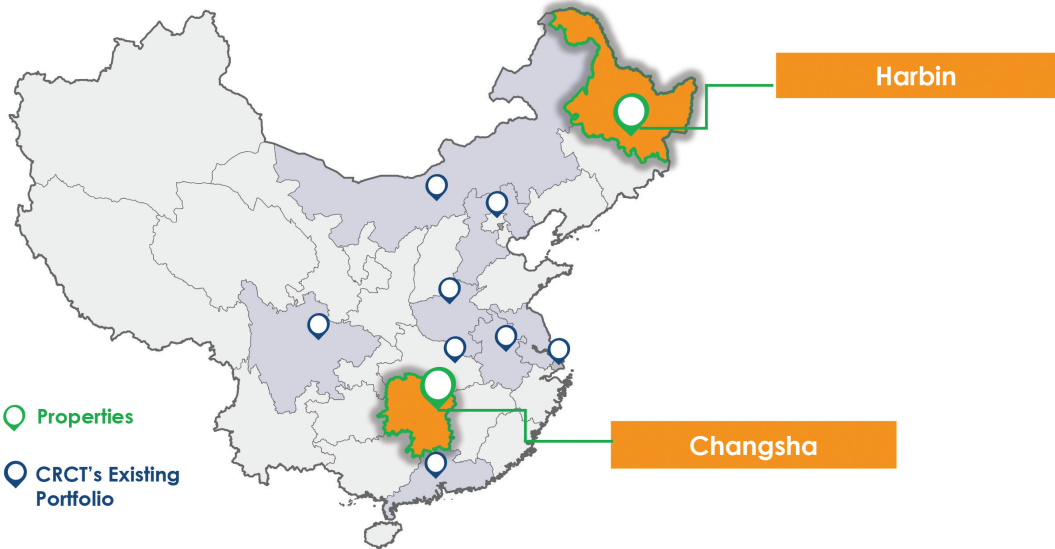 Harbin
Properties
Changsha
CRCT's Existing
Portfolio